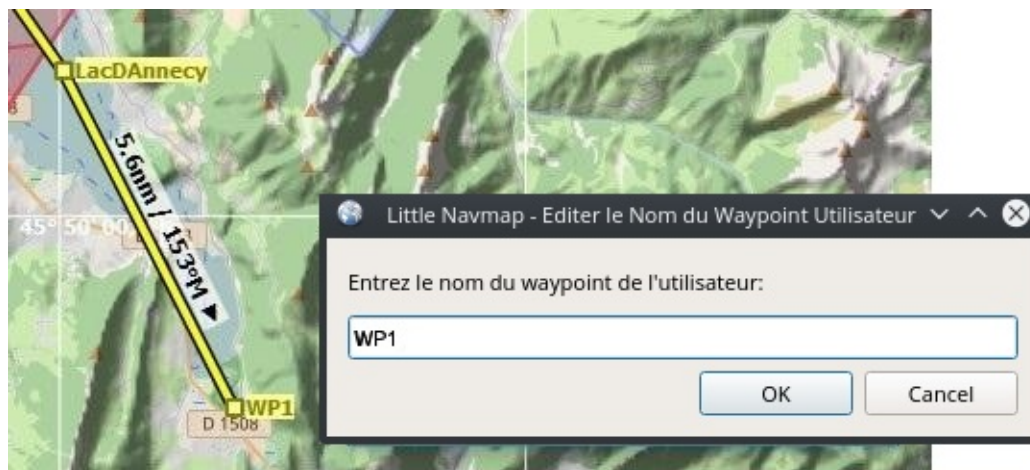 LacDAnnecy
5.6nm / 153°M
45° 50' 00
WP1
D 1508
Little Navmap - Editer le Nom du Waypoint Utilisateur
Entrez le nom du waypoint de l'utilisateur:
WP1
OK
Cancel